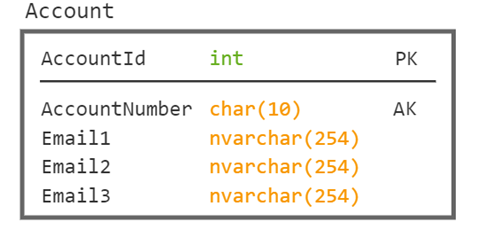 Account
AccountId int PK
AccountNumber char(10) AK
Email1 nvarchar(254)
Email2 nvarchar(254)
Email3 nvarchar(254)